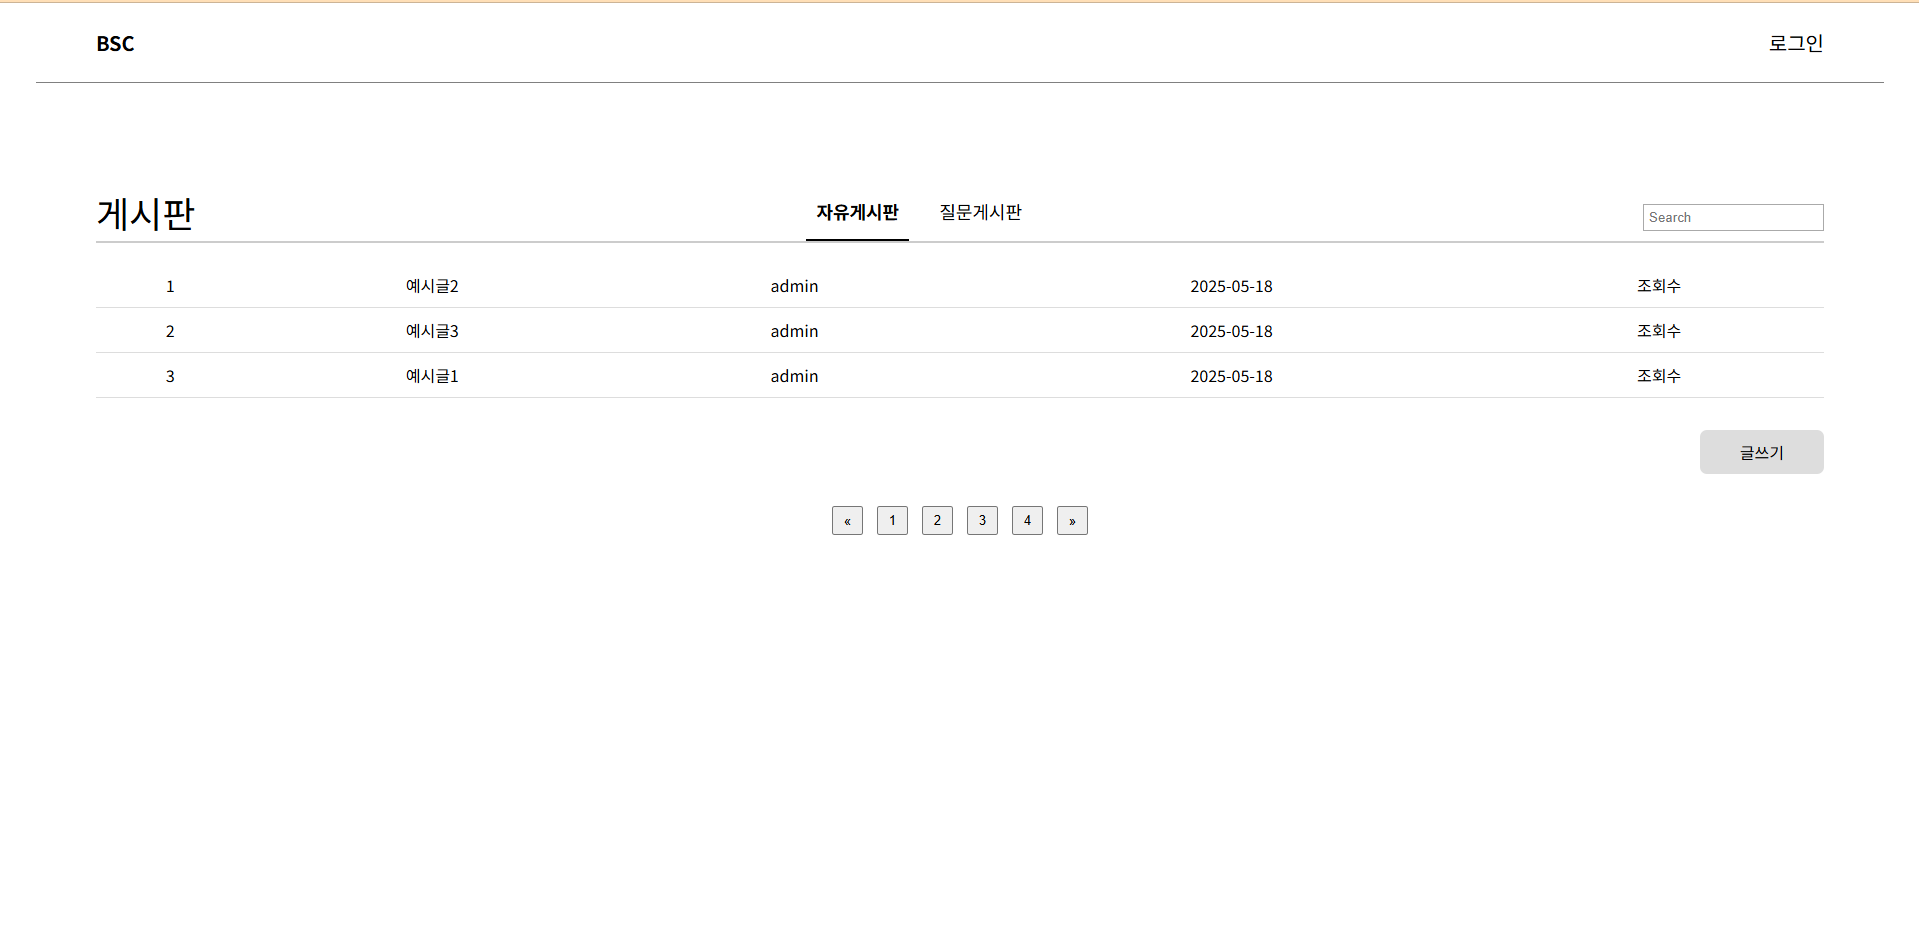 BSC 로그인
게시판 자유게시판 질문게시판 Search
1 예시글2 admin 2025-05-18 조회수
2 예시글3 admin 2025-05-18 조회수
3 예시글1 admin 2025-05-18 조회수
글쓰기
« 1 2 3 4 »